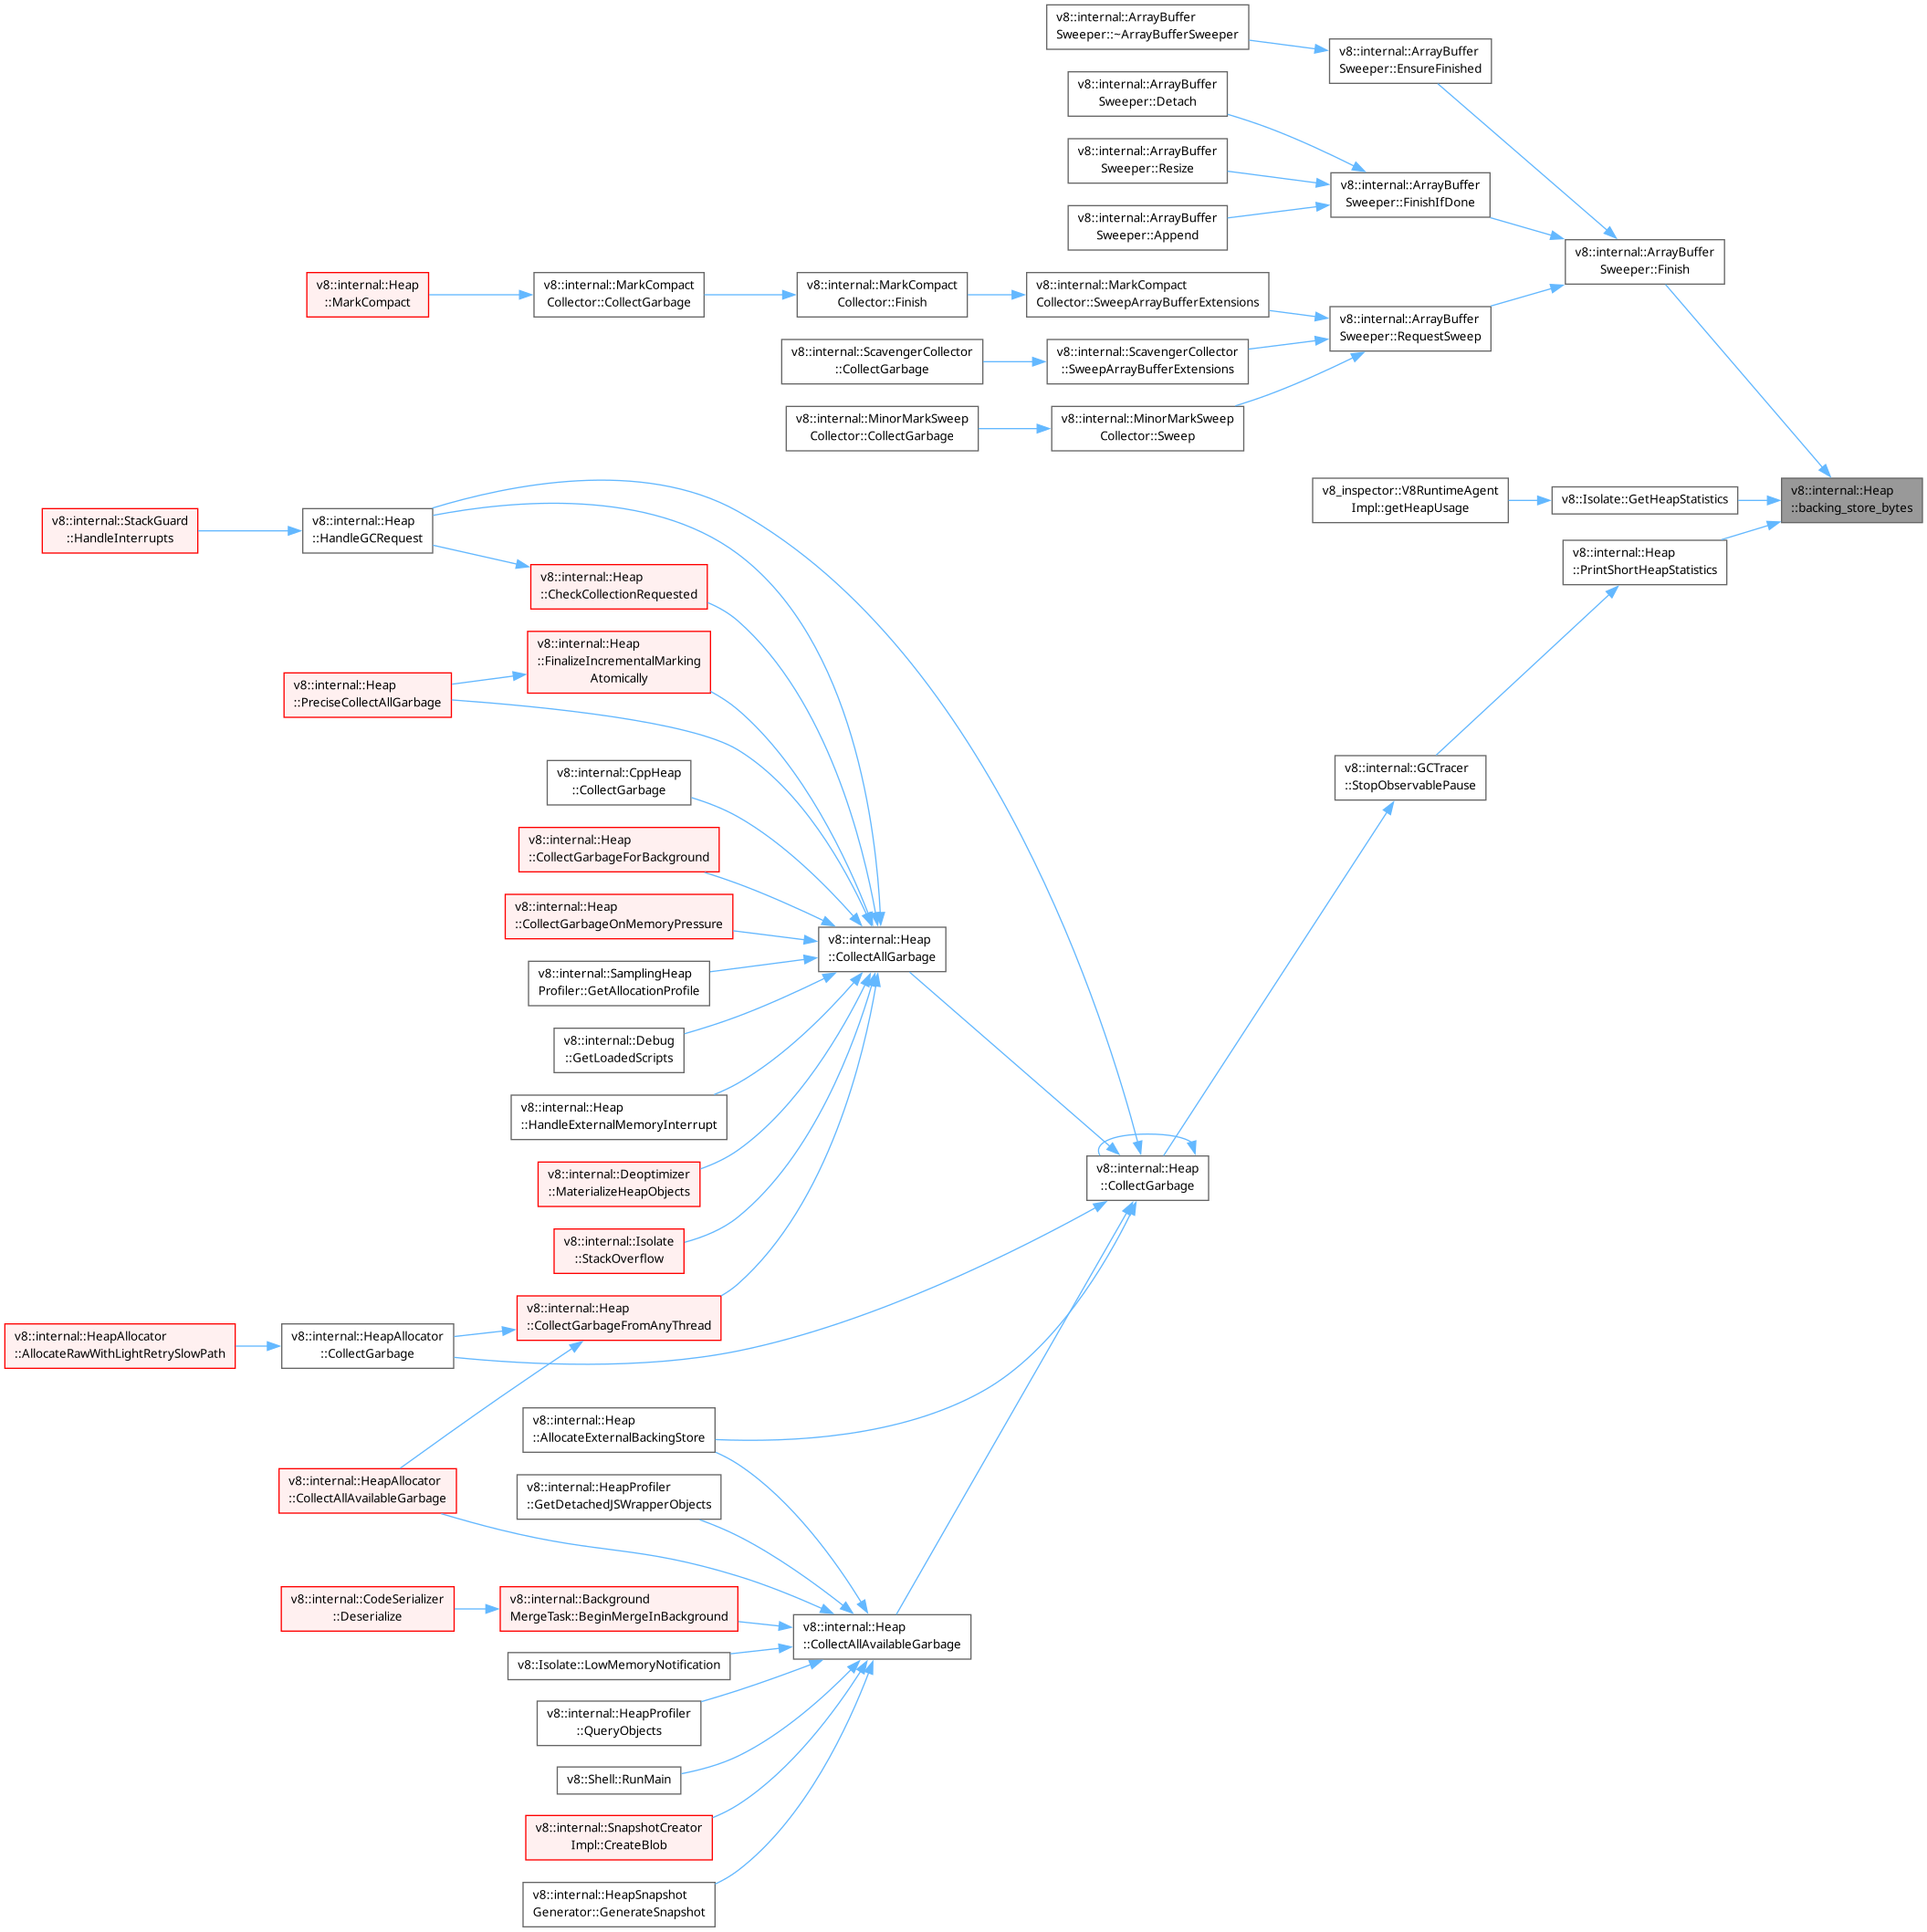 v8::internal::ArrayBuffer
Sweeper::~ArrayBufferSweeper
v8::internal::ArrayBuffer
Sweeper::EnsureFinished
v8::internal::ArrayBuffer
Sweeper::Detach
v8::internal::ArrayBuffer
Sweeper::Resize
v8::internal::ArrayBuffer
Sweeper::FinishIfDone
v8::internal::ArrayBuffer
Sweeper::Append
v8::internal::ArrayBuffer
Sweeper::Finish
v8::internal::Heap
::MarkCompact
v8::internal::MarkCompact
Collector::CollectGarbage
v8::internal::MarkCompact
Collector::Finish
v8::internal::MarkCompact
Collector::SweepArrayBufferExtensions
v8::internal::ArrayBuffer
Sweeper::RequestSweep
v8::internal::ScavengerCollector
::CollectGarbage
v8::internal::ScavengerCollector
::SweepArrayBufferExtensions
v8::internal::MinorMarkSweep
Collector::CollectGarbage
v8::internal::MinorMarkSweep
Collector::Sweep
v8_inspector::V8RuntimeAgent
Impl::getHeapUsage
v8::Isolate::GetHeapStatistics
v8::internal::Heap
::backing_store_bytes
v8::internal::StackGuard
::HandleInterrupts
v8::internal::Heap
::HandleGCRequest
v8::internal::Heap
::PrintShortHeapStatistics
v8::internal::Heap
::CheckCollectionRequested
v8::internal::Heap
::FinalizeIncrementalMarking
Atomically
v8::internal::Heap
::PreciseCollectAllGarbage
v8::internal::CppHeap
::CollectGarbage
v8::internal::GCTracer
::StopObservablePause
v8::internal::Heap
::CollectGarbageForBackground
v8::internal::Heap
::CollectGarbageOnMemoryPressure
v8::internal::Heap
::CollectAllGarbage
v8::internal::SamplingHeap
Profiler::GetAllocationProfile
v8::internal::Debug
::GetLoadedScripts
v8::internal::Heap
::HandleExternalMemoryInterrupt
v8::internal::Deoptimizer
::MaterializeHeapObjects
v8::internal::Heap
::CollectGarbage
v8::internal::Isolate
::StackOverflow
v8::internal::Heap
::CollectGarbageFromAnyThread
v8::internal::HeapAllocator
::AllocateRawWithLightRetrySlowPath
v8::internal::HeapAllocator
::CollectGarbage
v8::internal::Heap
::AllocateExternalBackingStore
v8::internal::HeapAllocator
::CollectAllAvailableGarbage
v8::internal::HeapProfiler
::GetDetachedJSWrapperObjects
v8::internal::CodeSerializer
::Deserialize
v8::internal::Background
MergeTask::BeginMergeInBackground
v8::internal::Heap
::CollectAllAvailableGarbage
v8::Isolate::LowMemoryNotification
v8::internal::HeapProfiler
::QueryObjects
v8::Shell::RunMain
v8::internal::SnapshotCreator
Impl::CreateBlob
v8::internal::HeapSnapshot
Generator::GenerateSnapshot